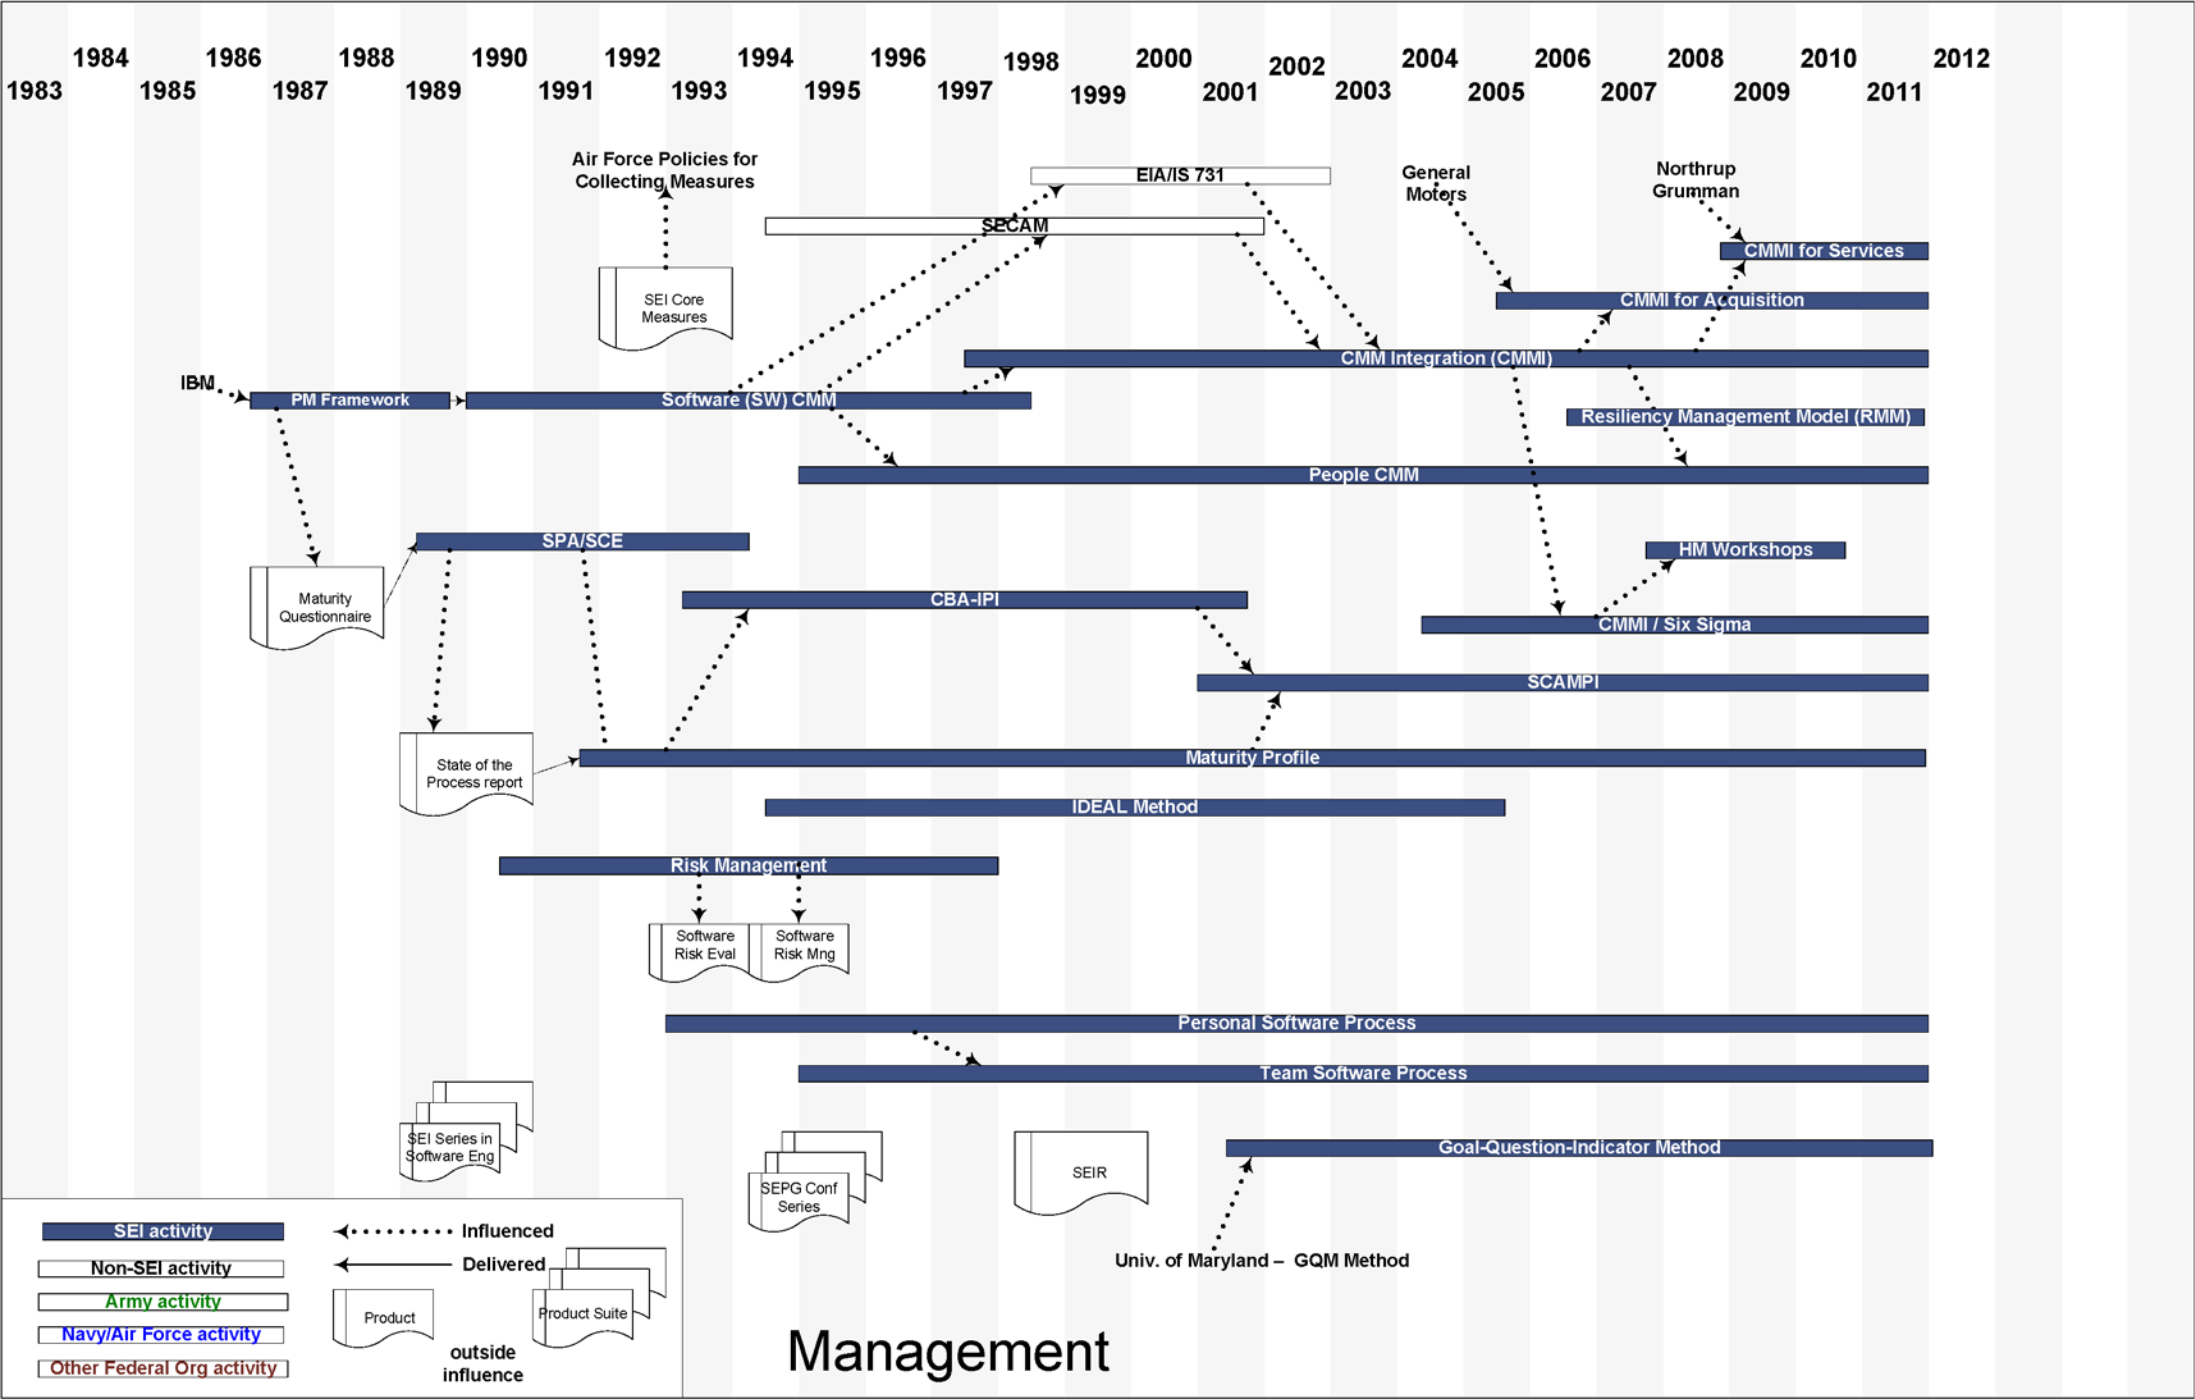 1984 1986 1988 1990 1992 1994 1996 1998 2000 2002 2004 2006 2008 2010 2012
1983 1985 1987 1989 1991 1993 1995 1997 1999 2001 2003 2005 2007 2009 2011
Air Force Policies for
Collecting Measures
EIA/IS 731
General
Motors
Northrup
Grumman
SECAM
CMMI for Services
SEI Core
Measures
CMMI for Acquisition
CMM Integration (CMMI)
IBM
PM Framework
Software (SW) CMM
Resiliency Management Model (RMM)
People CMM
SPA/SCE
HM Workshops
Maturity
Questionnaire
CBA-IPI
CMMI / Six Sigma
SCAMPI
State of the
Process report
Maturity Profile
IDEAL Method
Risk Management
Software
Risk Eval
Software
Risk Mng
Personal Software Process
Team Software Process
SEI Series in
Software Eng
SEPG Conf
Series
SEIR
Goal-Question-Indicator Method
Univ. of Maryland – GQM Method
SEI activity
Non-SEI activity
Army activity
Navy/Air Force activity
Other Federal Org activity
Influenced
Delivered
Product
Product Suite
outside
influence
Management